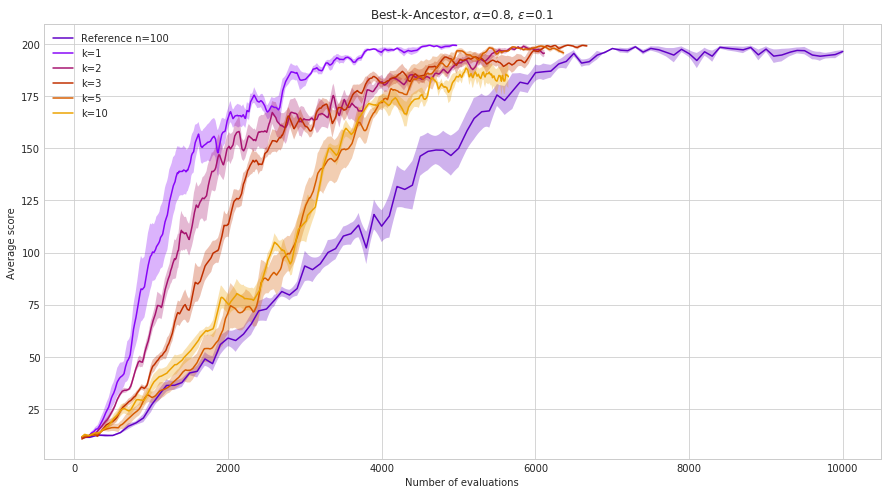 Best-k-Ancestor, α=0.8, ε=0.1
Reference n=100
k=1
k=2
k=3
k=5
k=10
Average score
200
175
150
125
100
75
50
25
0
2000
4000
6000
8000
10000
Number of evaluations